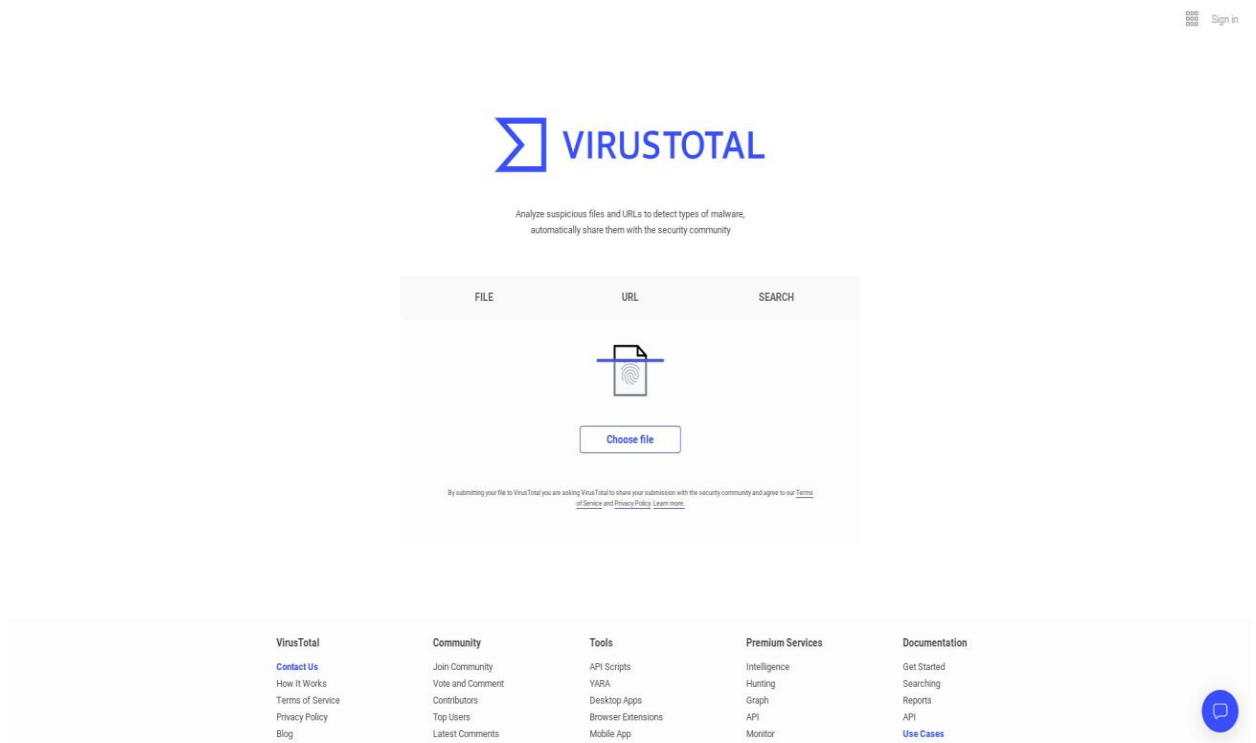 Sign in
VIRUSTOTAL
Analyze suspicious files and URLs to detect types of malware,
automatically share them with the security community
FILE URL SEARCH
Choose file
By submitting your file to VirusTotal you are asking VirusTotal to share your submission with the security community and agree to our Terms
of Service and Privacy Policy. Learn more.
VirusTotal Community Tools Premium Services Documentation
Contact Us Join Community API Scripts Intelligence Get Started
How It Works Vote and Comment YARA Hunting Searching
Terms of Service Contributors Desktop Apps Graph Reports
Privacy Policy Top Users Browser Extensions API API
Blog Latest Comments Mobile App Monitor Use Cases